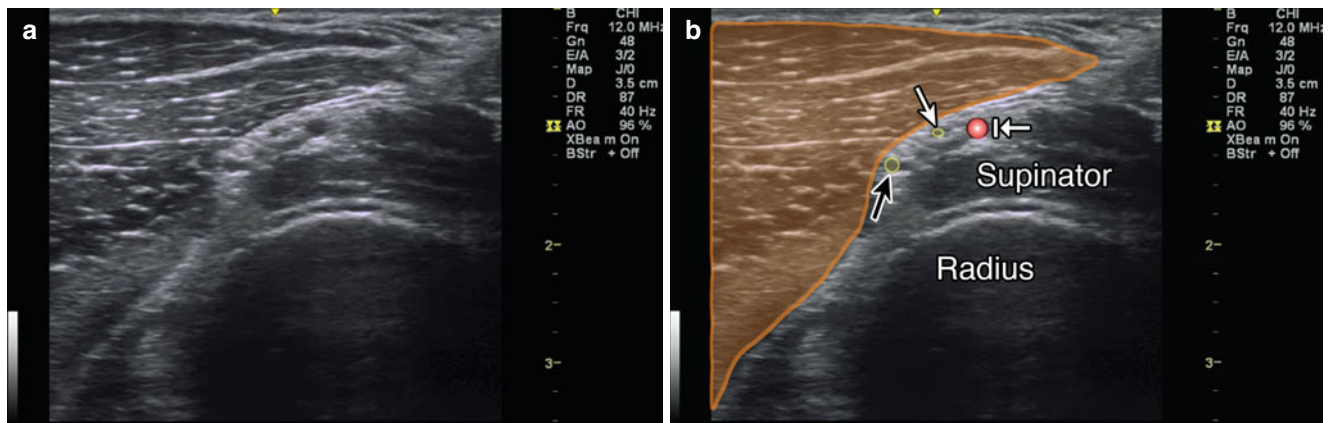 a
B CHI
Frq 12.0 MHz
Gn 48
E/A 3/2
Map J/0
D 3.5 cm
DR 87
FR 40 Hz
AO 96 %
XBeam On
BStr + Off
2
3
b
B CHI
Frq 12.0 MHz
Gn 48
E/A 3/2
Map J/0
D 3.5 cm
DR 87
FR 40 Hz
AO 96 %
XBeam On
BStr + Off
Supinator
Radius
2
3